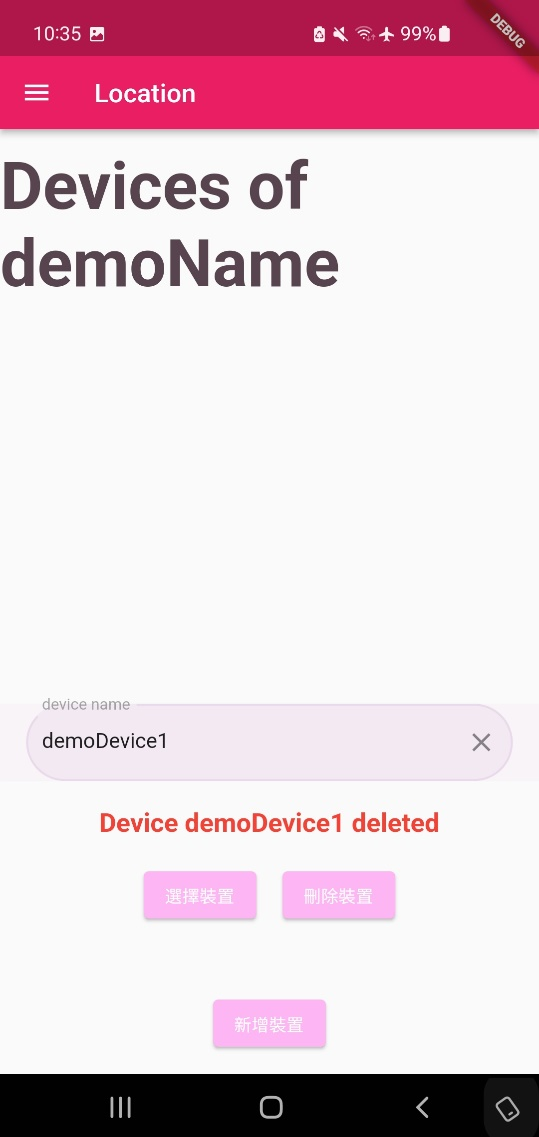 10:35
99%
DEBUG
Location
Devices of
demoName
device name
demoDevice1
Device demoDevice1 deleted
選擇裝置
刪除裝置
新增裝置